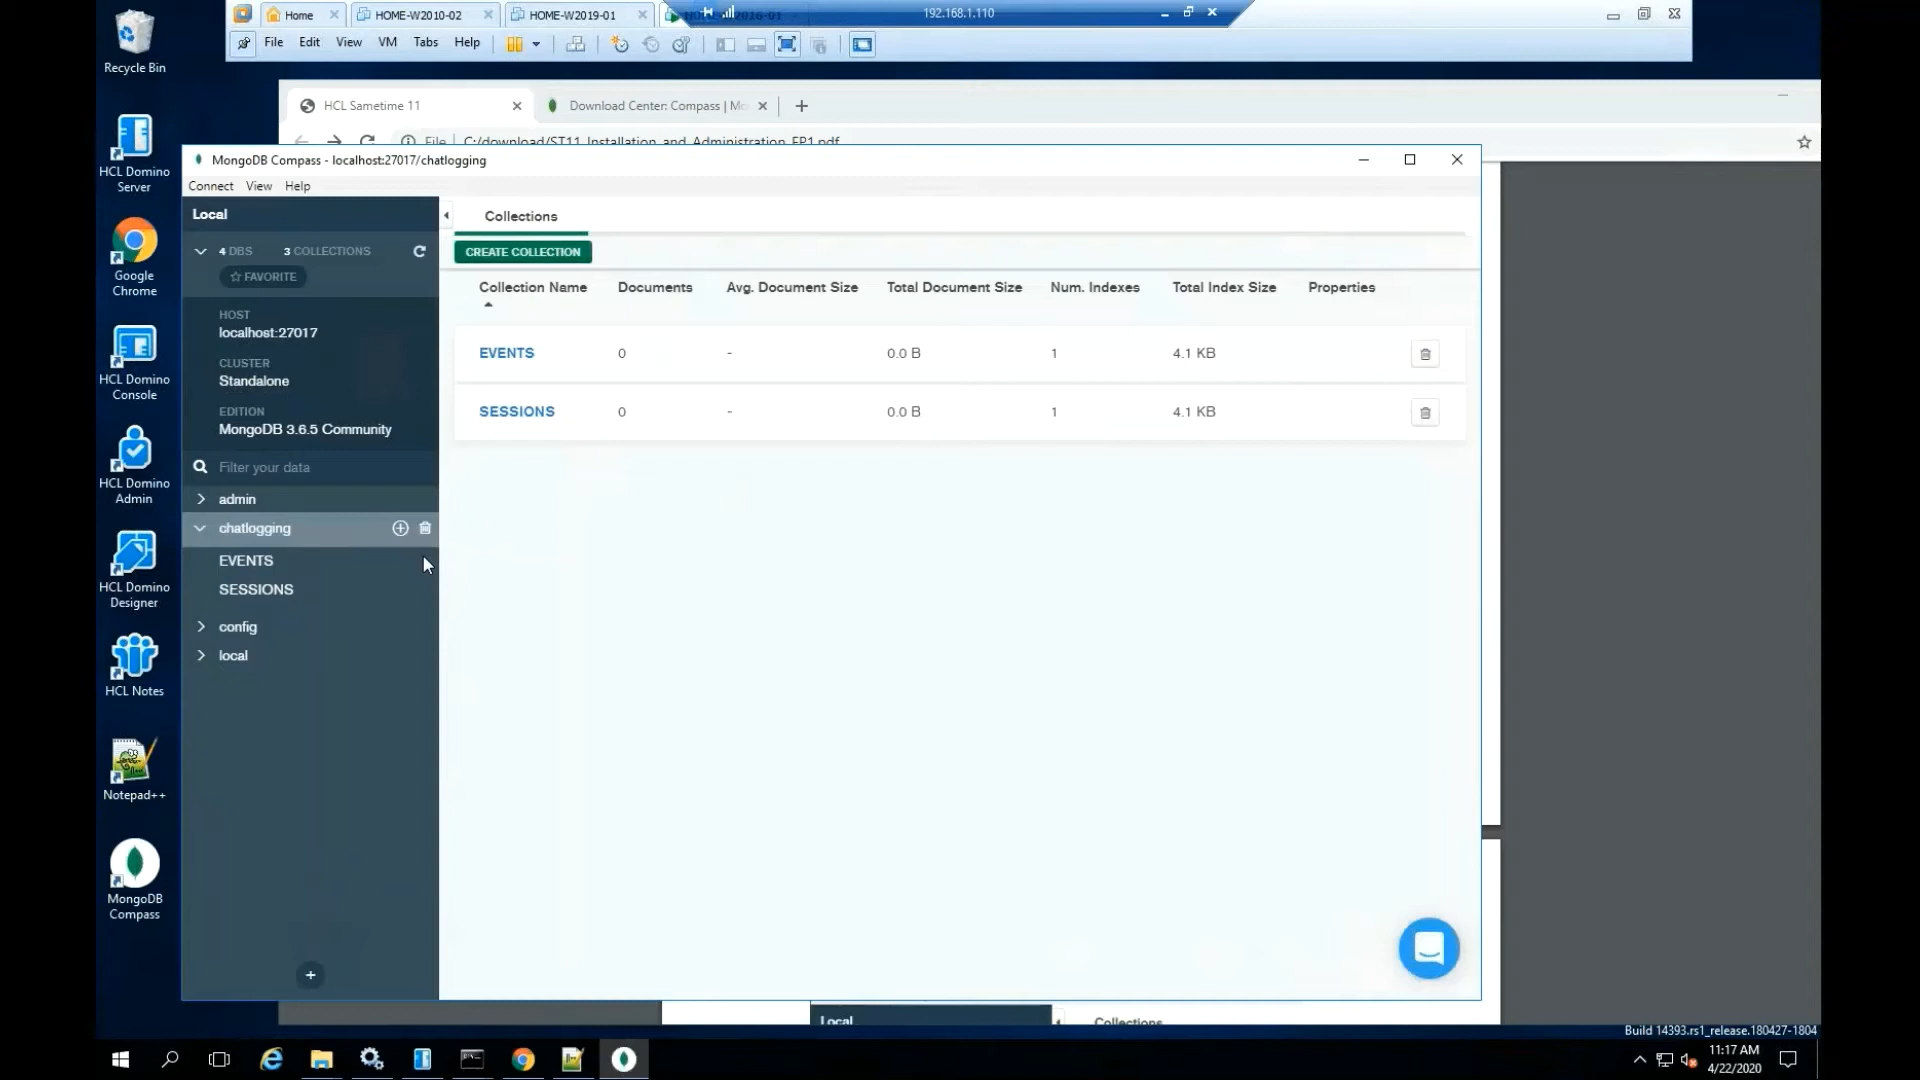 Recycle Bin
HCL Domino
Server
Google
Chrome
HCL Domino
Console
HCL Domino
Admin
HCL Domino
Designer
HCL Notes
Notepad++
MongoDB
Compass
Home
HOME-W2010-02
HOME-W2019-01
192.168.1.110
File Edit View VM Tabs Help
HCL Sametime 11
Download Center: Compass | Mo
File C:/download/ST11_Installation_and_Administration_FP1.pdf
MongoDB Compass - localhost:27017/chatlogging
Connect View Help
Local
4 DBS 3 COLLECTIONS
FAVORITE
HOST
localhost:27017
CLUSTER
Standalone
EDITION
MongoDB 3.6.5 Community
Filter your data
admin
chatlogging
EVENTS
SESSIONS
config
local
Collections
CREATE COLLECTION
Collection Name Documents Avg. Document Size Total Document Size Num. Indexes Total Index Size Properties
EVENTS 0 - 0.0 B 1 4.1 KB
SESSIONS 0 - 0.0 B 1 4.1 KB
Local Collections
Build 14393.rs1_release.180427-1804
11:17 AM
4/22/2020